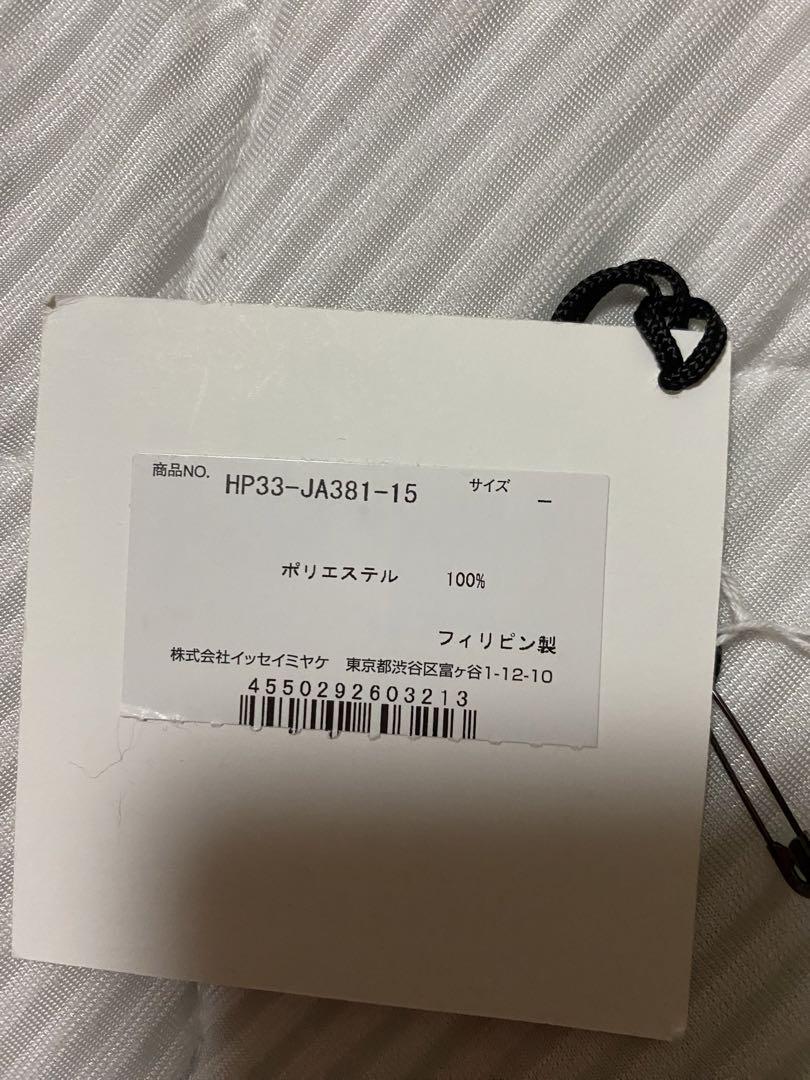 商品NO. HP33-JA381-15 サイズ –
ポリエステル 100%
フィリピン製
株式会社イッセイミヤケ 東京都渋谷区富ヶ谷1-12-10
4550292603213